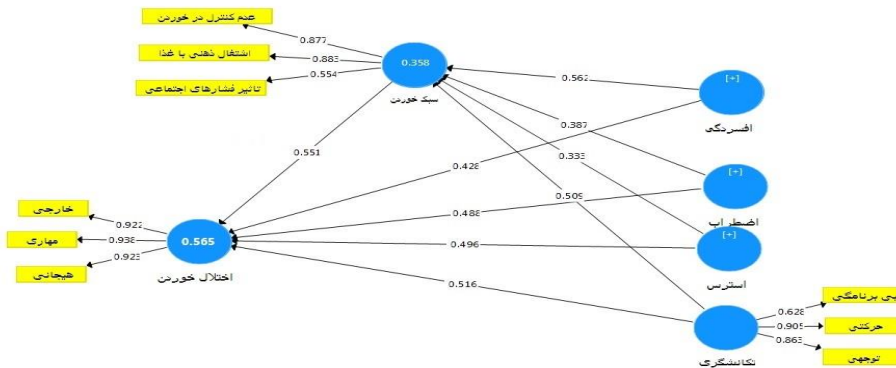 عدم کنترل در خوردن
0.877
اشتغال ذهنی با غذا
0.883
تاثیر فشارهای اجتماعی
0.554
0.358
سبک خوردن
0.562
[+]
افسردگی
0.387
0.333
0.551
0.428
[+]
اضطراب
0.509
0.488
خارجی
0.922
مهاری
0.938
هیجانی
0.923
0.565
اختلال خوردن
0.496
[+]
استرس
0.516
بی برنامگی
0.628
حرکتی
0.905
توجهی
0.863
تکانشگری